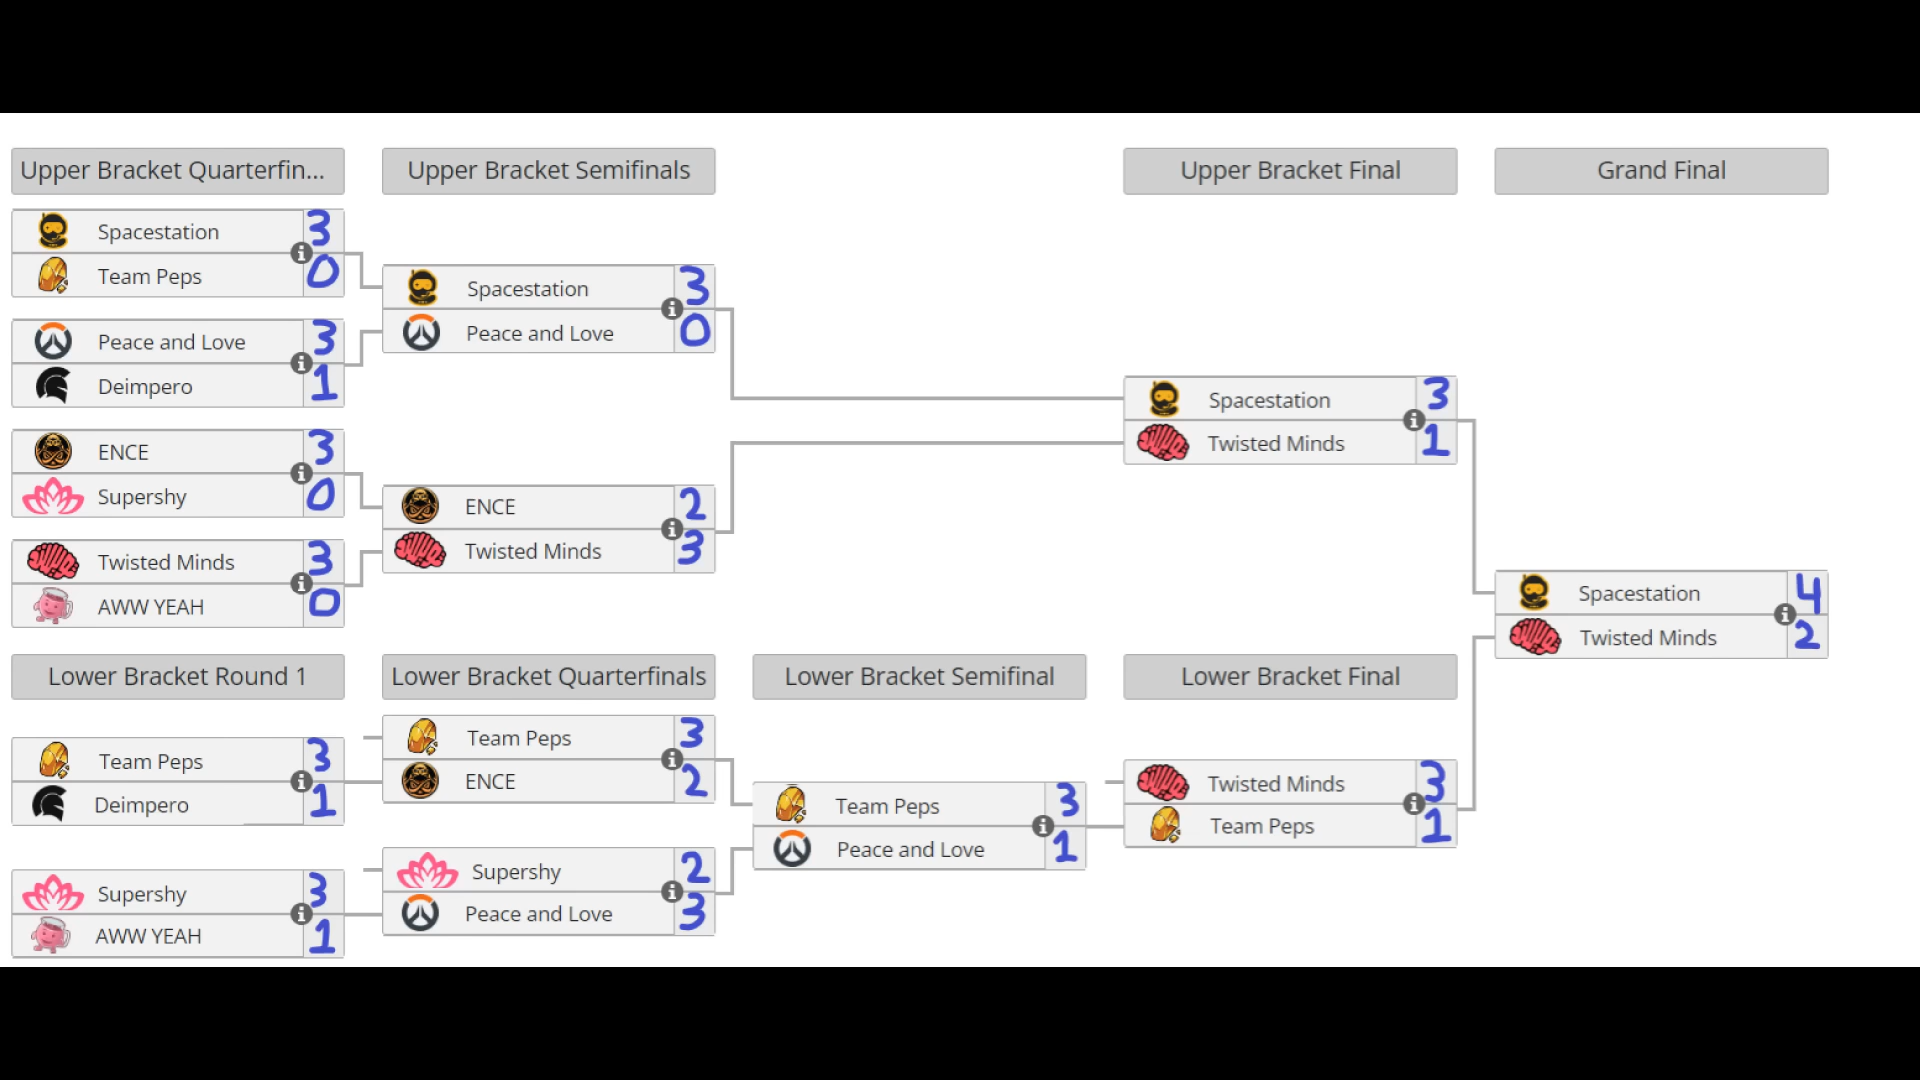 Upper Bracket Quarterfin...
Spacestation 3
Team Peps 0
Peace and Love 3
Deimpero 1
ENCE 3
Supershy 0
Twisted Minds 3
AWW YEAH 0
Upper Bracket Semifinals
Spacestation 3
Peace and Love 0
ENCE 2
Twisted Minds 3
Upper Bracket Final
Spacestation 3
Twisted Minds 1
Grand Final
Spacestation 4
Twisted Minds 2
Lower Bracket Round 1
Team Peps 3
Deimpero 1
Supershy 3
AWW YEAH 1
Lower Bracket Quarterfinals
Team Peps 3
ENCE 2
Supershy 2
Peace and Love 3
Lower Bracket Semifinal
Team Peps 3
Peace and Love 1
Lower Bracket Final
Twisted Minds 3
Team Peps 1